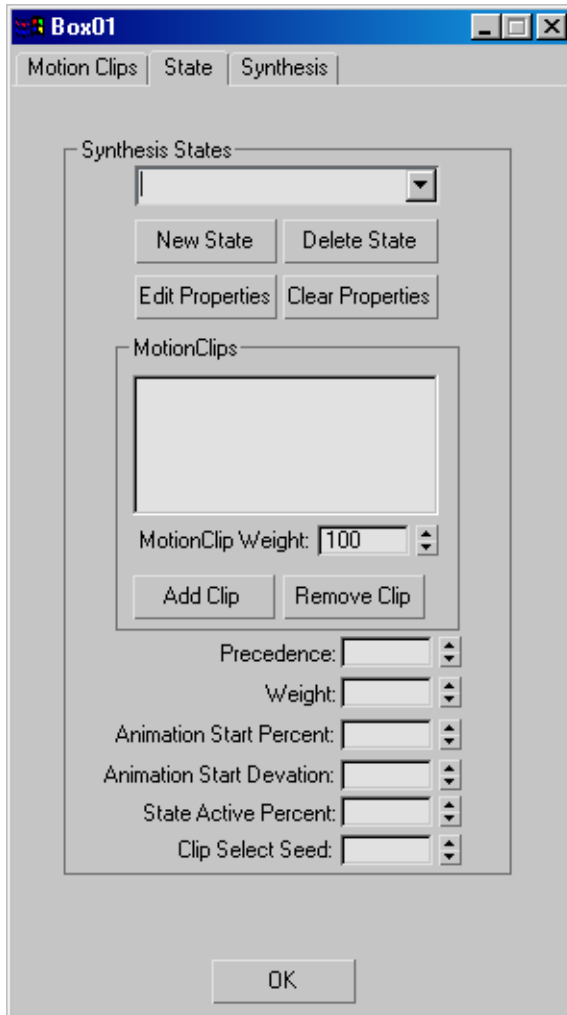 Box01
Motion Clips State Synthesis
Synthesis States
New State Delete State
Edit Properties Clear Properties
MotionClips
MotionClip Weight: 100
Add Clip Remove Clip
Precedence:
Weight:
Animation Start Percent:
Animation Start Devation:
State Active Percent:
Clip Select Seed:
OK